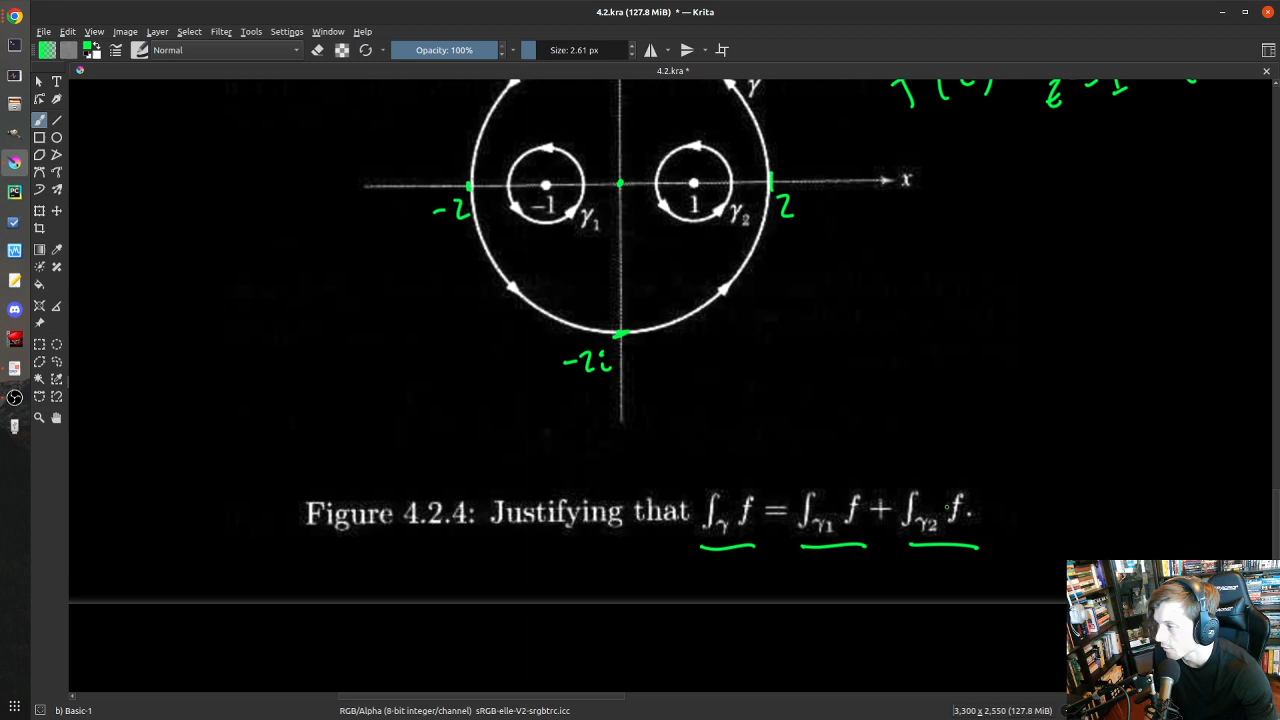 4.2.kra (127.8 MiB) * — Krita
File Edit View Image Layer Select Filter Tools Settings Window Help
Normal Opacity: 100% Size: 2.61 px
4.2.kra *
γ
x
-2 −1 γ₁ 1 γ₂ 2
-2i
Figure 4.2.4: Justifying that ∫γ f = ∫γ₁ f + ∫γ₂ f.
b) Basic-1 RGB/Alpha (8-bit integer/channel) sRGB-elle-V2-srgbtrc.icc 3,300 x 2,550 (127.8 MiB)